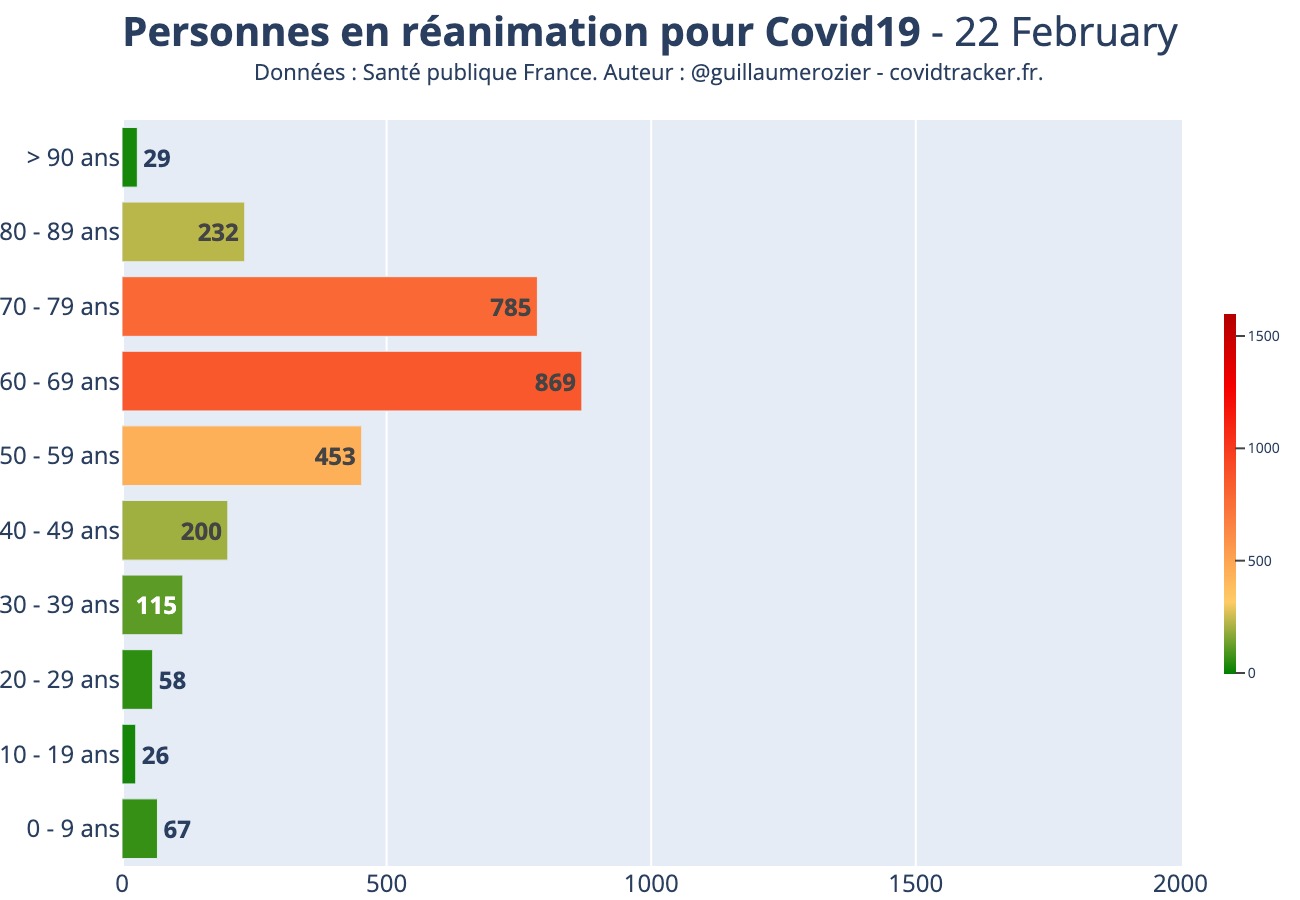 Personnes en réanimation pour Covid19 - 22 February
Données : Santé publique France. Auteur : @guillaumerozier - covidtracker.fr.
> 90 ans 29
80 - 89 ans 232
70 - 79 ans 785
60 - 69 ans 869
50 - 59 ans 453
40 - 49 ans 200
30 - 39 ans 115
20 - 29 ans 58
10 - 19 ans 26
0 - 9 ans 67
0 500 1000 1500 2000
1500
1000
500
0